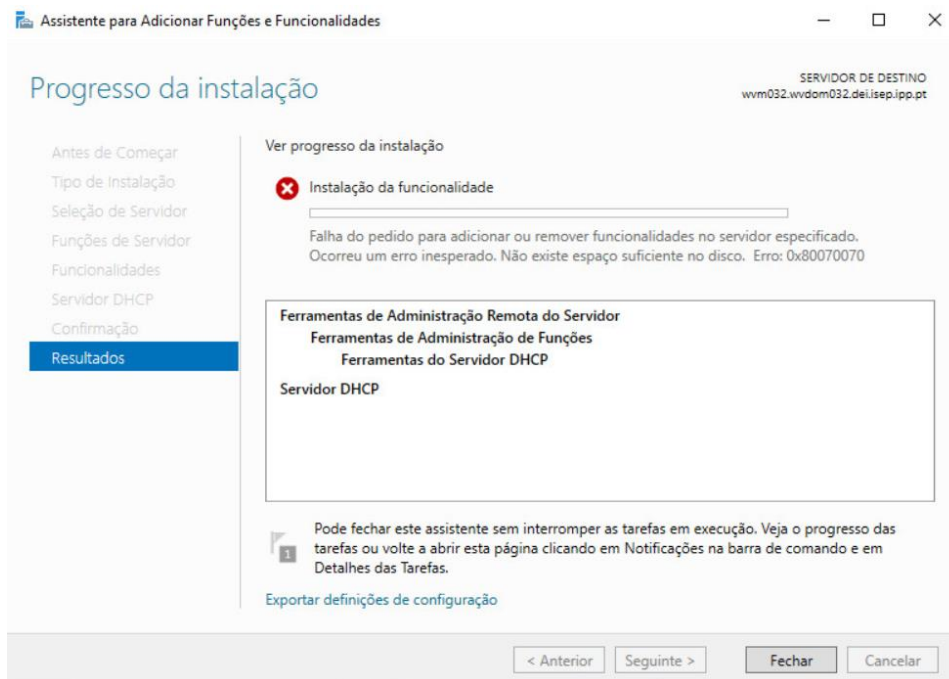 Assistente para Adicionar Funções e Funcionalidades
Progresso da instalação
SERVIDOR DE DESTINO
wvm032.wvdom032.dei.isep.ipp.pt
Antes de Começar
Tipo de Instalação
Seleção de Servidor
Funções de Servidor
Funcionalidades
Servidor DHCP
Confirmação
Resultados
Ver progresso da instalação
Instalação da funcionalidade
Falha do pedido para adicionar ou remover funcionalidades no servidor especificado.
Ocorreu um erro inesperado. Não existe espaço suficiente no disco. Erro: 0x80070070
Ferramentas de Administração Remota do Servidor
Ferramentas de Administração de Funções
Ferramentas do Servidor DHCP
Servidor DHCP
1
Pode fechar este assistente sem interromper as tarefas em execução. Veja o progresso das
tarefas ou volte a abrir esta página clicando em Notificações na barra de comando e em
Detalhes das Tarefas.
Exportar definições de configuração
< Anterior
Seguinte >
Fechar
Cancelar